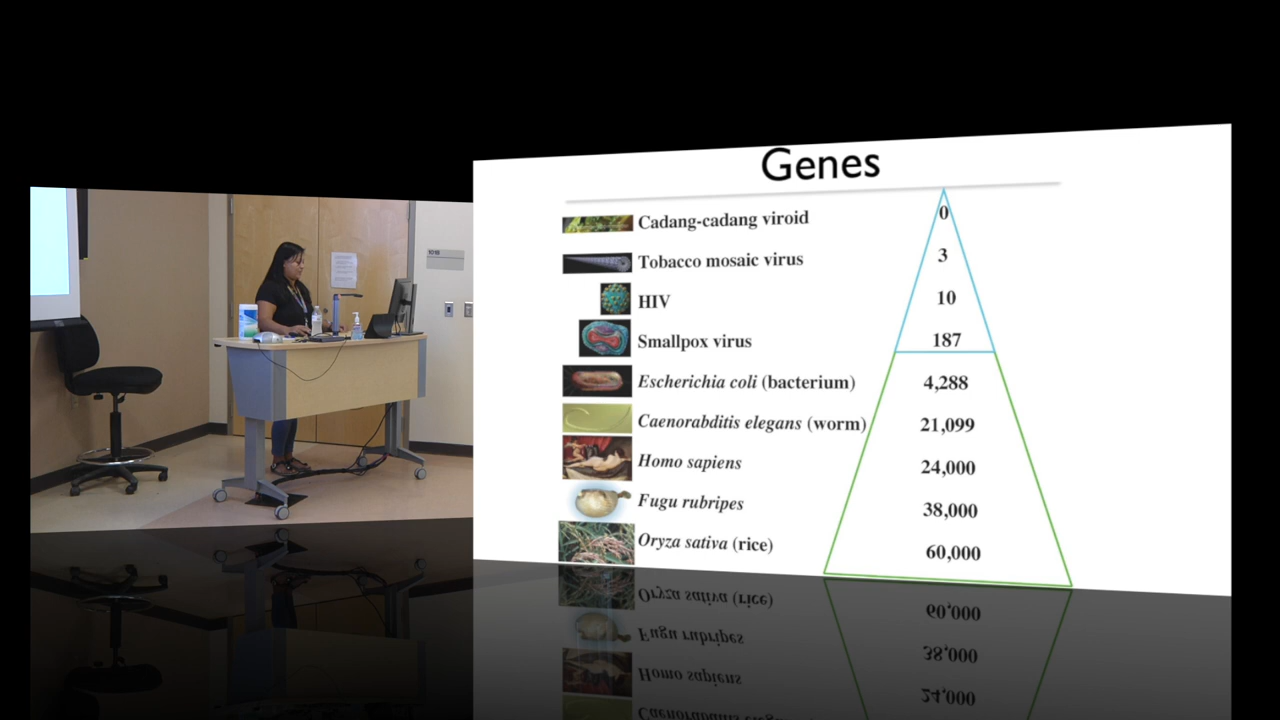 Genes
Cadang-cadang viroid 0
Tobacco mosaic virus 3
HIV 10
Smallpox virus 187
Escherichia coli (bacterium) 4,288
Caenorabditis elegans (worm) 21,099
Homo sapiens 24,000
Fugu rubripes 38,000
Oryza sativa (rice) 60,000